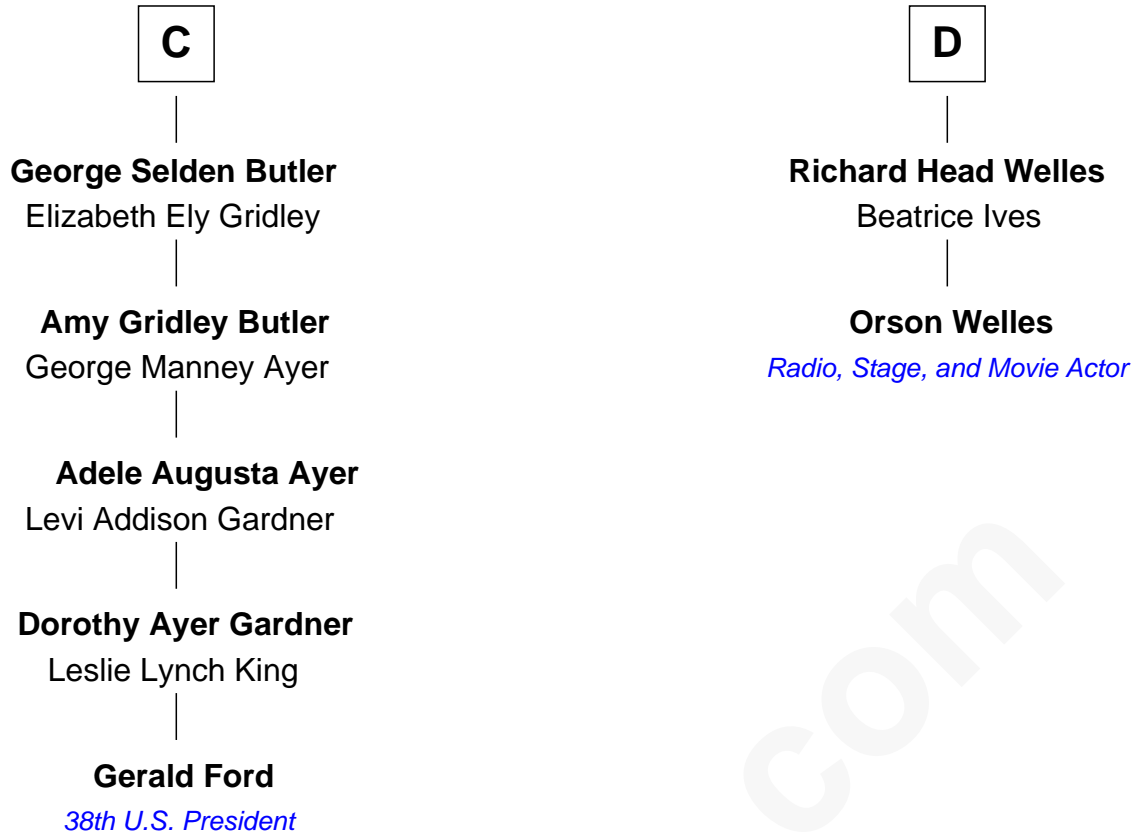 C
George Selden Butler
Elizabeth Ely Gridley
Amy Gridley Butler
George Manney Ayer
Adele Augusta Ayer
Levi Addison Gardner
Dorothy Ayer Gardner
Leslie Lynch King
Gerald Ford
38th U.S. President
D
Richard Head Welles
Beatrice Ives
Orson Welles
Radio, Stage, and Movie Actor
com